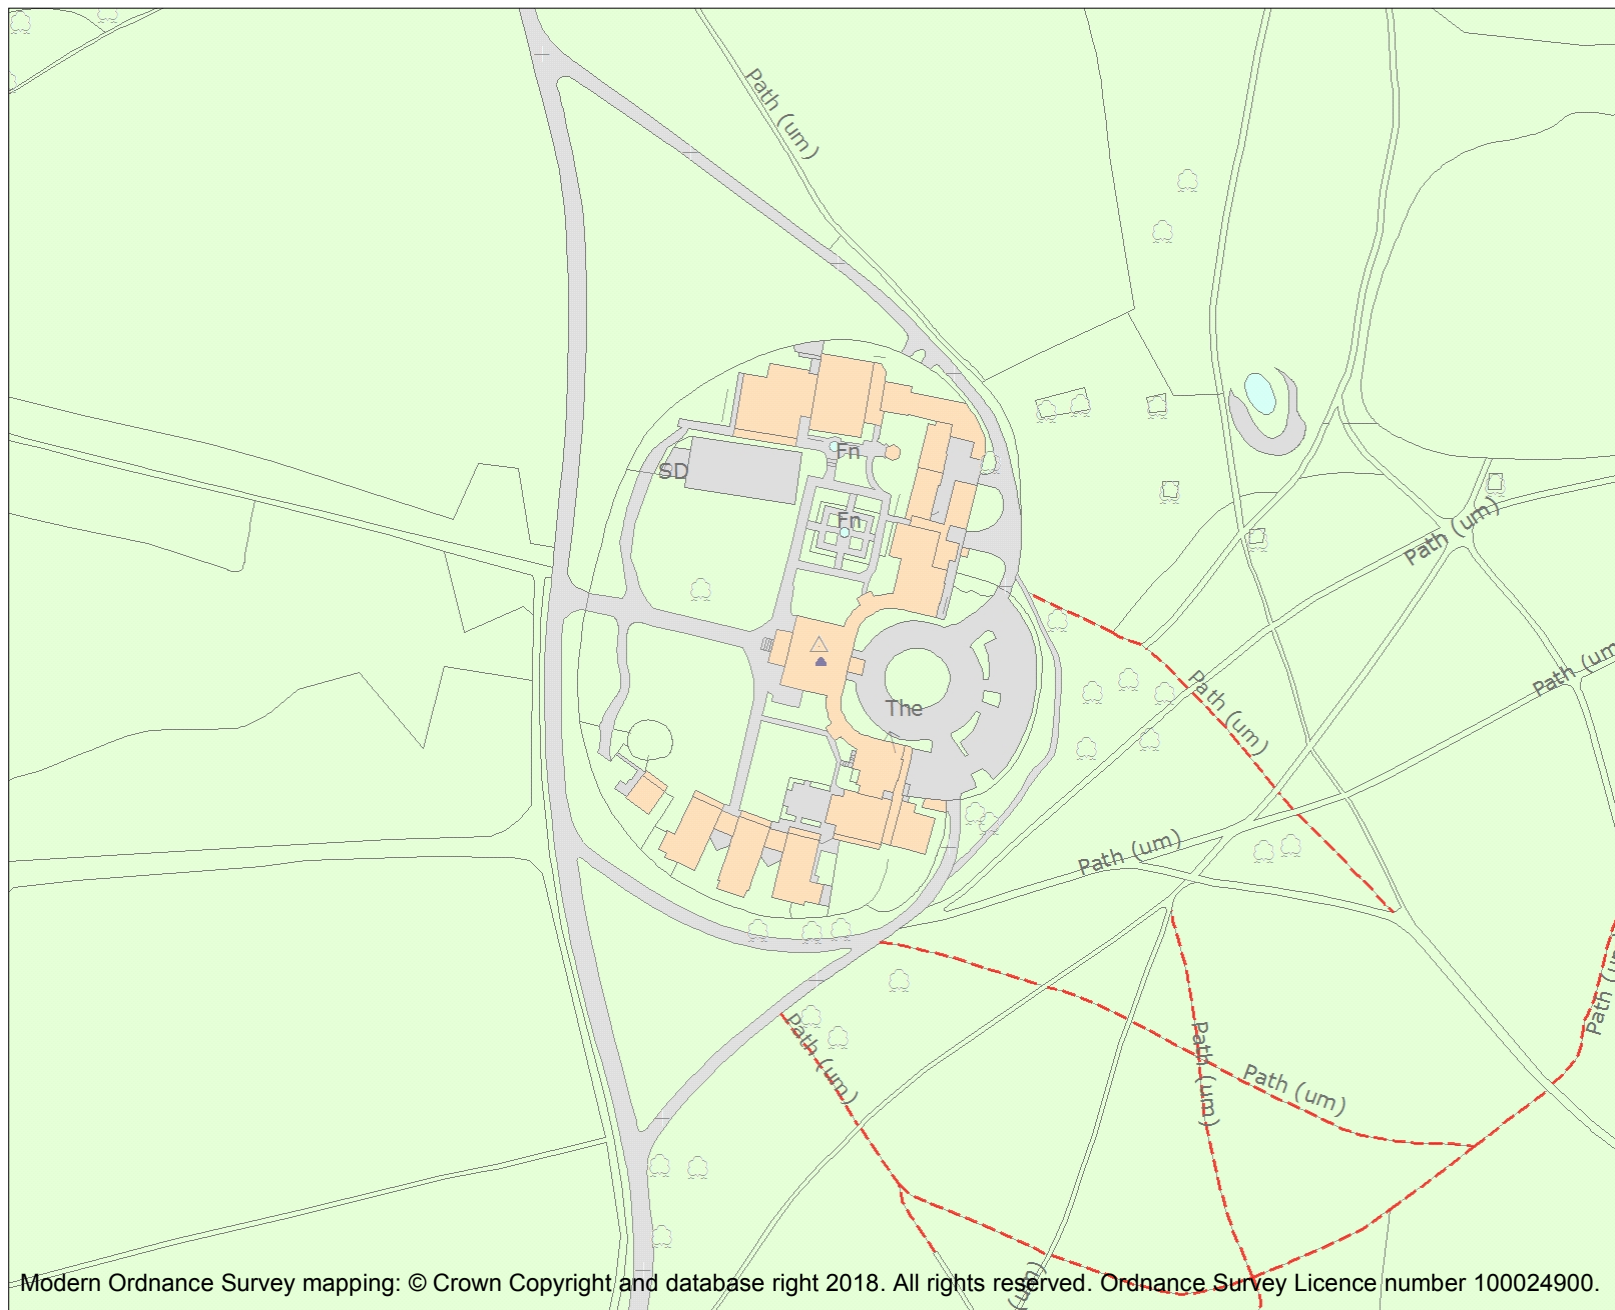 Path (um)
Fn
SD
Fn
Path (um)
Path (um)
Path (um)
The
Path (um)
Path (um)
Path (um)
Path (um)
Path (um)
Modern Ordnance Survey mapping: © Crown Copyright and database right 2018. All rights reserved. Ordnance Survey Licence number 100024900.